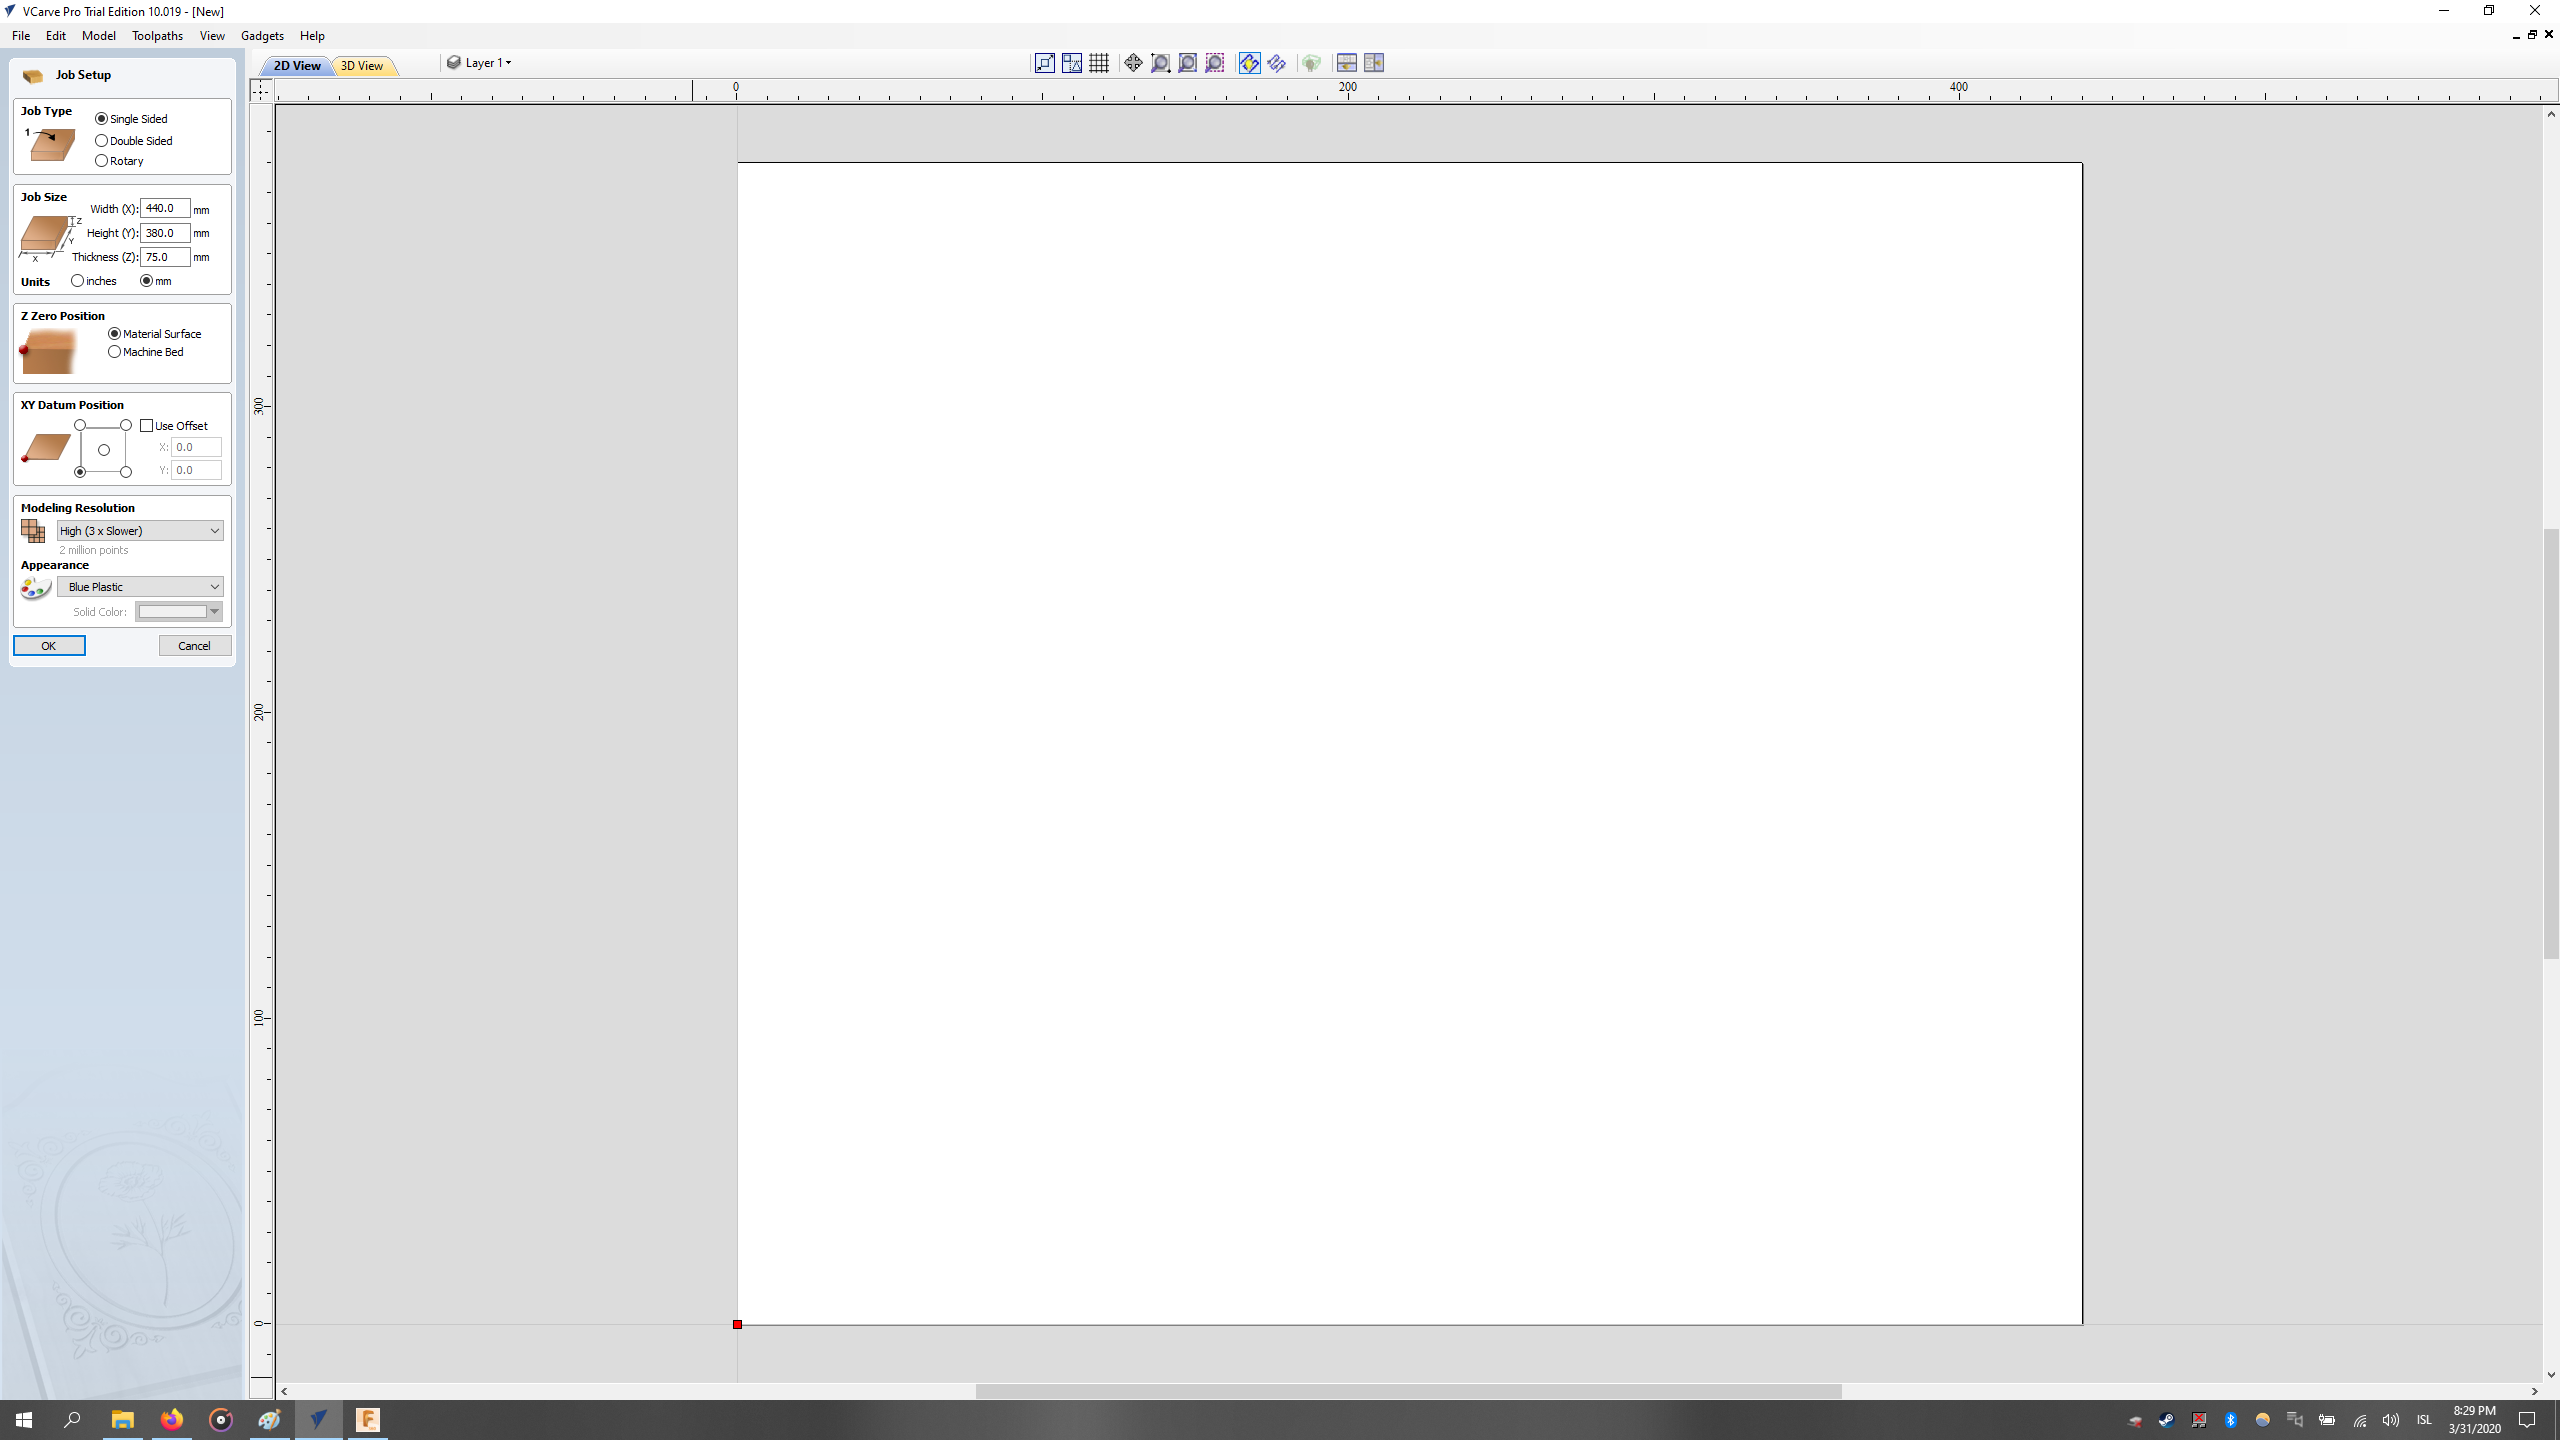 VCarve Pro Trial Edition 10.019 - [New]
File Edit Model Toolpaths View Gadgets Help
Job Setup
2D View 3D View Layer 1
Job Type
1
Single Sided
Double Sided
Rotary
Job Size
Width (X): 440.0 mm
Height (Y): 380.0 mm
Thickness (Z): 75.0 mm
Z
Y
X
Units inches mm
Z Zero Position
Material Surface
Machine Bed
XY Datum Position
Use Offset
X: 0.0
Y: 0.0
Modeling Resolution
High (3 x Slower)
2 million points
Appearance
Blue Plastic
Solid Color:
OK Cancel
0 200 400
300
200
100
0
ISL
8:29 PM
3/31/2020